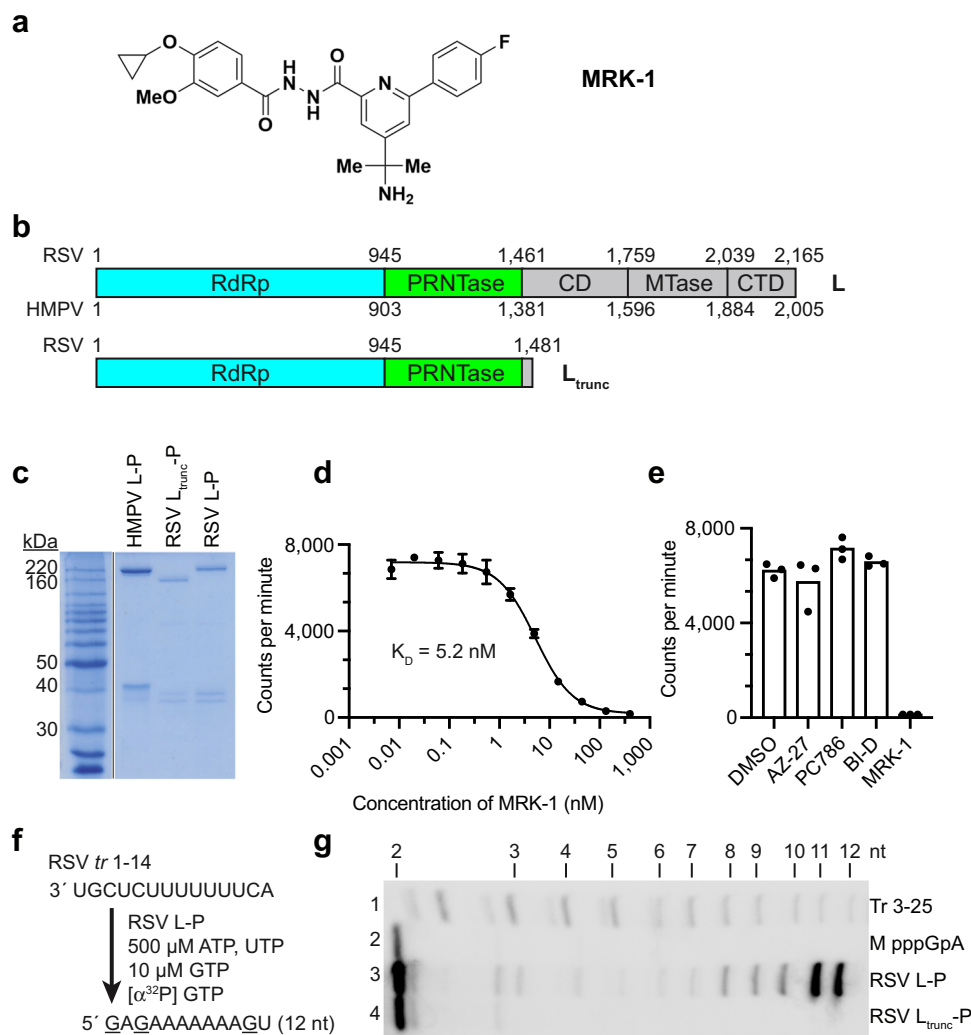 a
F
O
H
N
O
N
MeO
N
H
O
Me
Me
NH2
MRK-1
b
RSV 1 945 1,461 1,759 2,039 2,165
RdRp PRNTase CD MTase CTD L
HMPV 1 903 1,381 1,596 1,884 2,005
RSV 1 945 1,481
RdRp PRNTase Ltrunc
c
HMPV L-P
RSV Ltrunc-P
RSV L-P
kDa
220
160
50
40
30
d
Counts per minute
8,000
4,000
0
KD = 5.2 nM
0.001 0.01 0.1 1 10 100 1,000
Concentration of MRK-1 (nM)
e
Counts per minute
8,000
4,000
0
DMSO
AZ-27
PC786
BI-D
MRK-1
f
RSV tr 1-14
3´ UGCUCUUUUUUUCA
RSV L-P
500 µM ATP, UTP
10 µM GTP
[α32P] GTP
5´ GAGAAAAAAAGU (12 nt)
g
2 3 4 5 6 7 8 9 10 11 12 nt
1 Tr 3-25
2 M pppGpA
3 RSV L-P
4 RSV Ltrunc-P